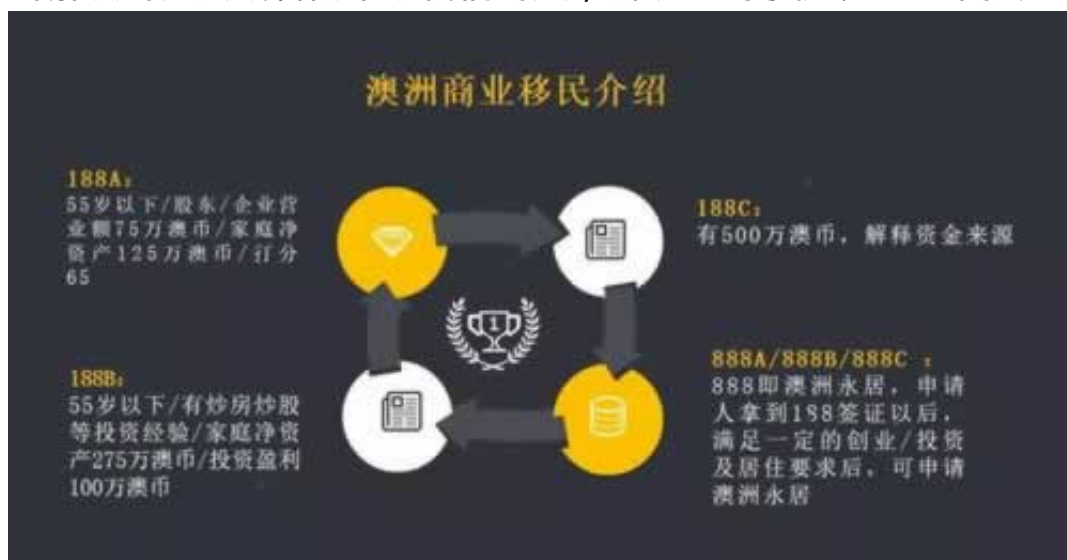 澳洲商业移民介绍
188A：
55岁以下/股东/企业营
业额75万澳币/家庭净
资产125万澳币/打分
65
188C：
有500万澳币，解释资金来源
188B：
55岁以下/有炒房炒股
等投资经验/家庭净资
产275万澳币/投资盈利
100万澳币
888A/888B/888C ：
888即澳洲永居，申请
人拿到188签证以后，
满足一定的创业/投资
及居住要求后，可申请
澳洲永居
1